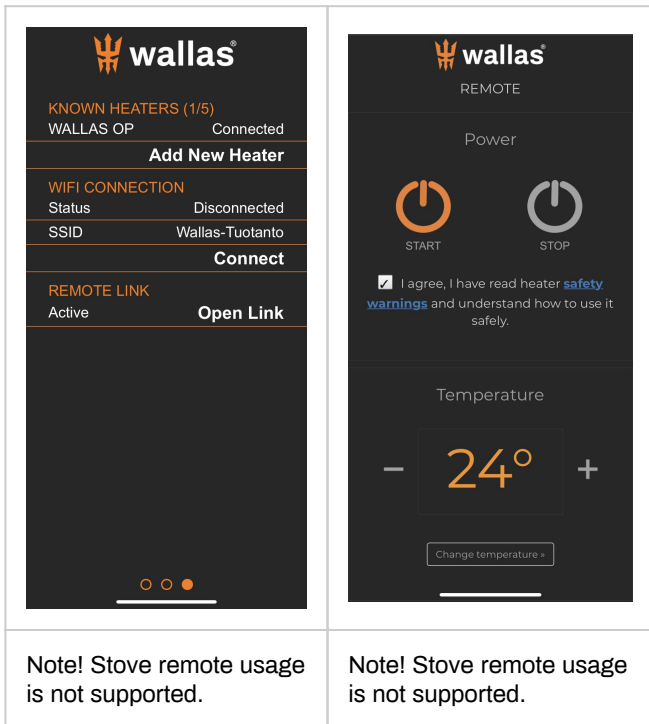 wallas®
KNOWN HEATERS (1/5)
WALLAS OP Connected
Add New Heater
WIFI CONNECTION
Status Disconnected
SSID Wallas-Tuotanto
Connect
REMOTE LINK
Active Open Link
Note! Stove remote usage
is not supported.
wallas®
REMOTE
Power
START STOP
I agree, I have read heater safety
warnings and understand how to use it
safely.
Temperature
− 24° +
Change temperature »
Note! Stove remote usage
is not supported.